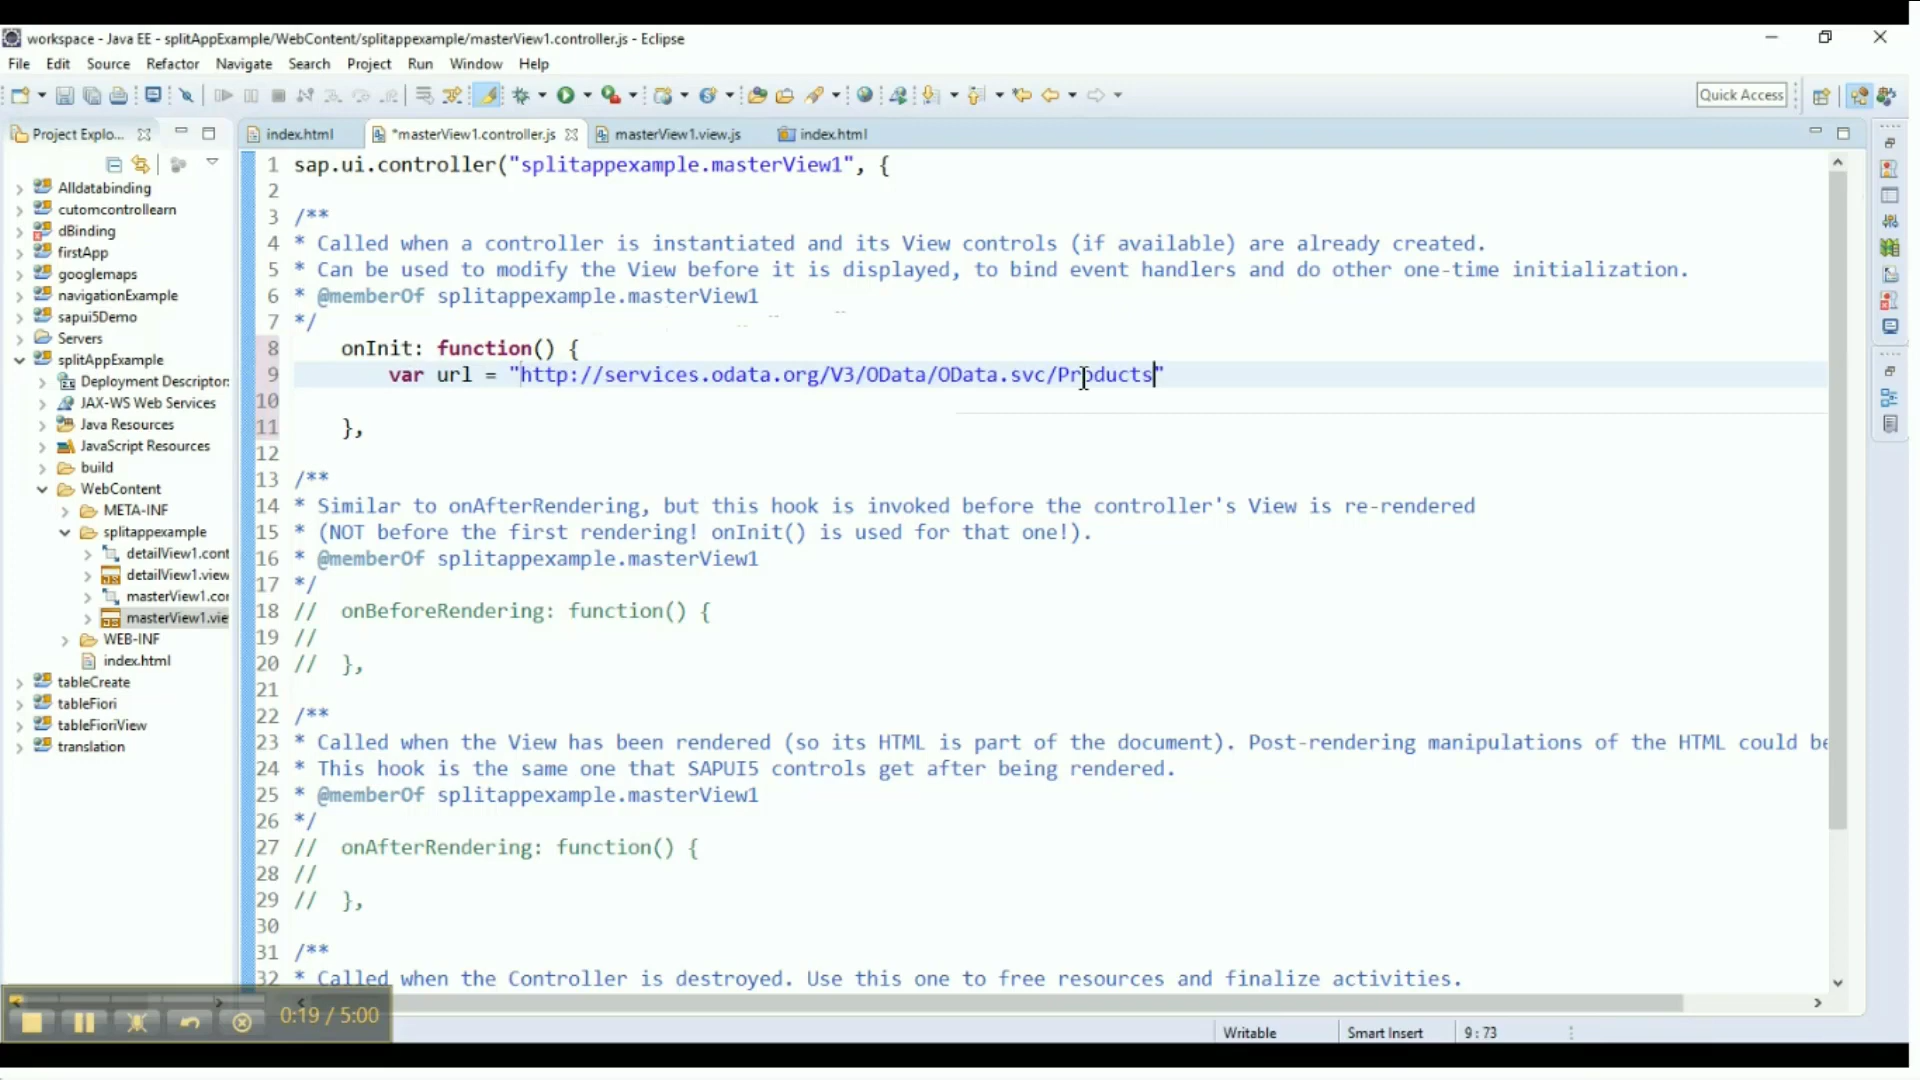 workspace - Java EE - splitAppExample/WebContent/splitappexample/masterView1.controller.js - Eclipse
File Edit Source Refactor Navigate Search Project Run Window Help
Quick Access
Project Explo...
index.html
*masterView1.controller.js
masterView1.view.js
index.html
Alldatabinding
cutomcontrollearn
dBinding
firstApp
googlemaps
navigationExample
sapui5Demo
Servers
splitAppExample
Deployment Descriptor:
JAX-WS Web Services
Java Resources
JavaScript Resources
build
WebContent
META-INF
splitappexample
detailView1.cont
detailView1.view
masterView1.cor
masterView1.vie
WEB-INF
index.html
tableCreate
tableFiori
tableFioriView
translation
1 sap.ui.controller("splitappexample.masterView1", {
2
3 /**
4 * Called when a controller is instantiated and its View controls (if available) are already created.
5 * Can be used to modify the View before it is displayed, to bind event handlers and do other one-time initialization.
6 * @memberOf splitappexample.masterView1
7 */
8 onInit: function() {
9 var url = "http://services.odata.org/V3/OData/OData.svc/Products"
10
11 },
12
13 /**
14 * Similar to onAfterRendering, but this hook is invoked before the controller's View is re-rendered
15 * (NOT before the first rendering! onInit() is used for that one!).
16 * @memberOf splitappexample.masterView1
17 */
18 // onBeforeRendering: function() {
19 //
20 // },
21
22 /**
23 * Called when the View has been rendered (so its HTML is part of the document). Post-rendering manipulations of the HTML could be
24 * This hook is the same one that SAPUI5 controls get after being rendered.
25 * @memberOf splitappexample.masterView1
26 */
27 // onAfterRendering: function() {
28 //
29 // },
30
31 /**
32 * Called when the Controller is destroyed. Use this one to free resources and finalize activities.
0:19 / 5:00
Writable
Smart Insert
9 : 73